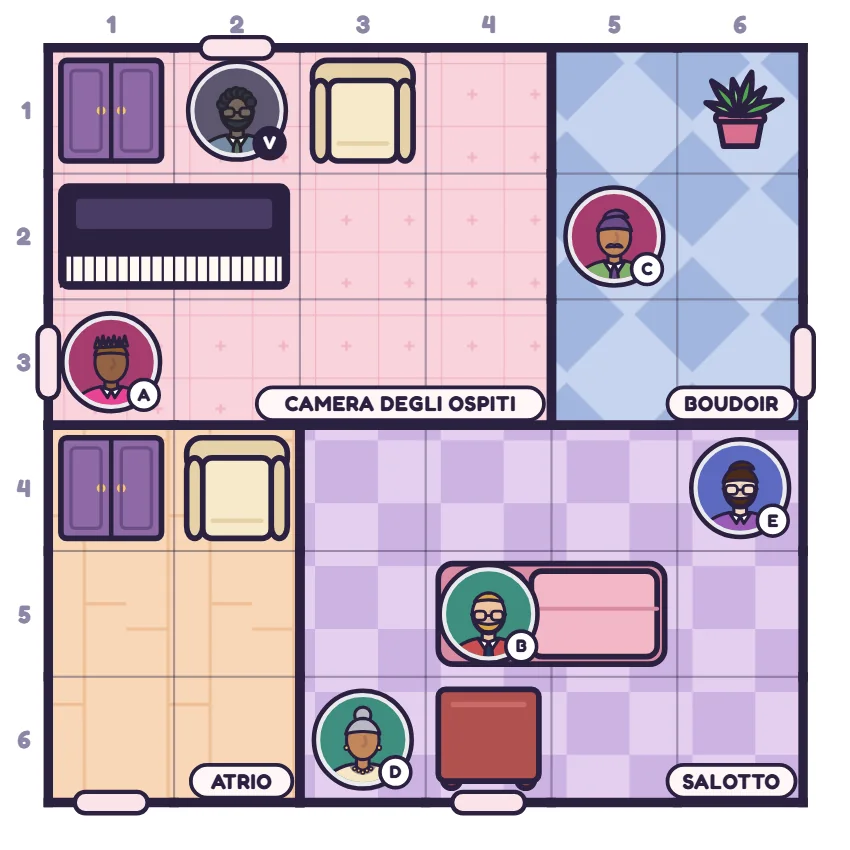 1 2 3 4 5 6
1
V
2
C
3
A
CAMERA DEGLI OSPITI
BOUDOIR
4
E
5
B
6
D
ATRIO
SALOTTO